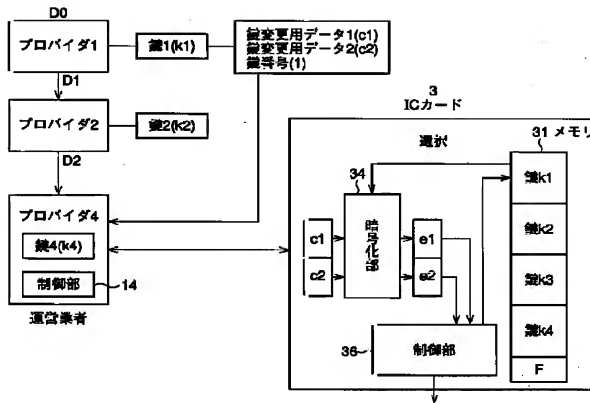 D0
プロバイダ1
鍵1(k1)
鍵変更用データ1(c1)
鍵変更用データ2(c2)
鍵番号(1)
D1
プロバイダ2
鍵2(k2)
D2
プロバイダ4
鍵4(k4)
制御部
14
運営業者
3
ICカード
選択
31 メモリ
34
鍵k1
c1
c2
暗号化部
e1
e2
鍵k2
鍵k3
鍵k4
36
制御部
F